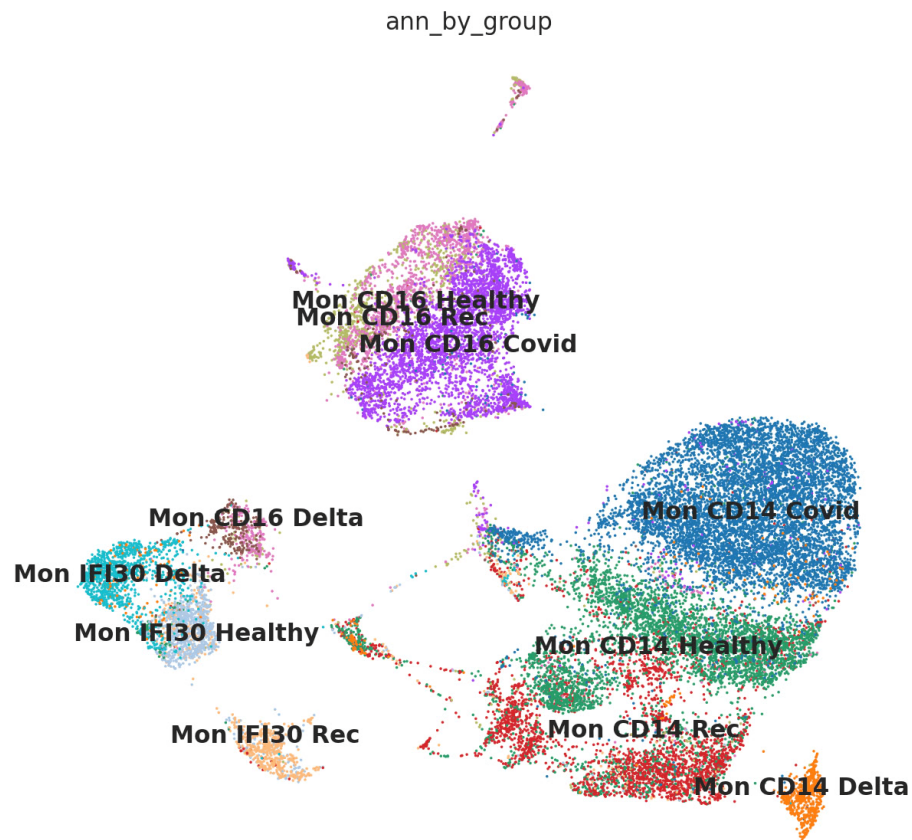 ann_by_group
Mon CD16 Healthy
Mon CD16 Rec
Mon CD16 Covid
Mon CD14 Covid
Mon CD16 Delta
Mon IFI30 Delta
Mon IFI30 Healthy
Mon CD14 Healthy
Mon CD14 Rec
Mon IFI30 Rec
Mon CD14 Delta